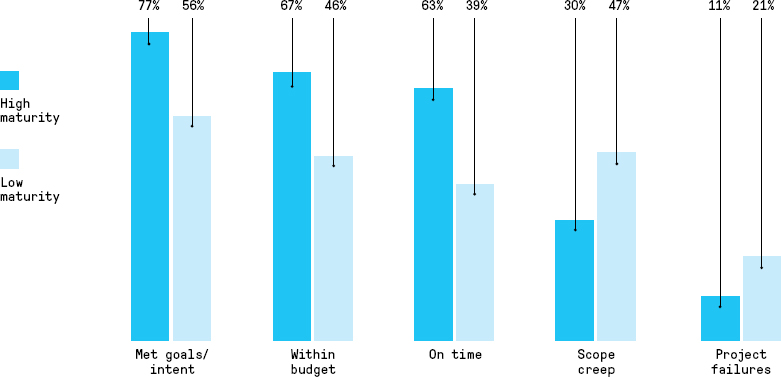 77% 56% 67% 46% 63% 39% 30% 47% 11% 21%
High
maturity
Low
maturity
Met goals/
intent
Within
budget
On time
Scope
creep
Project
failures